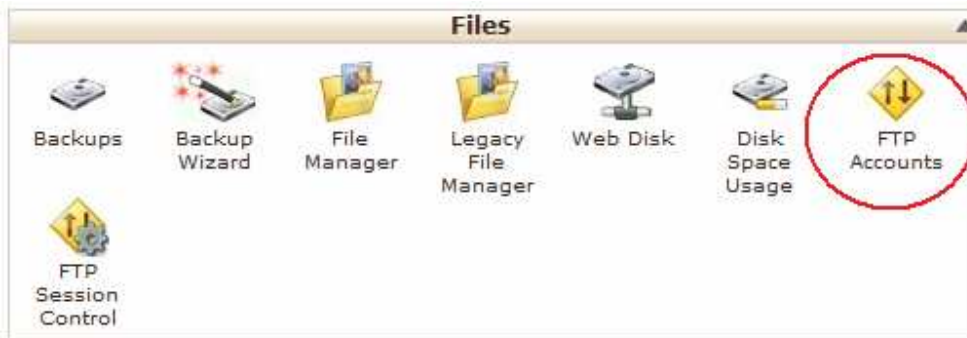 Files
Backups
Backup
Wizard
File
Manager
Legacy
File
Manager
Web Disk
Disk
Space
Usage
FTP
Accounts
FTP
Session
Control